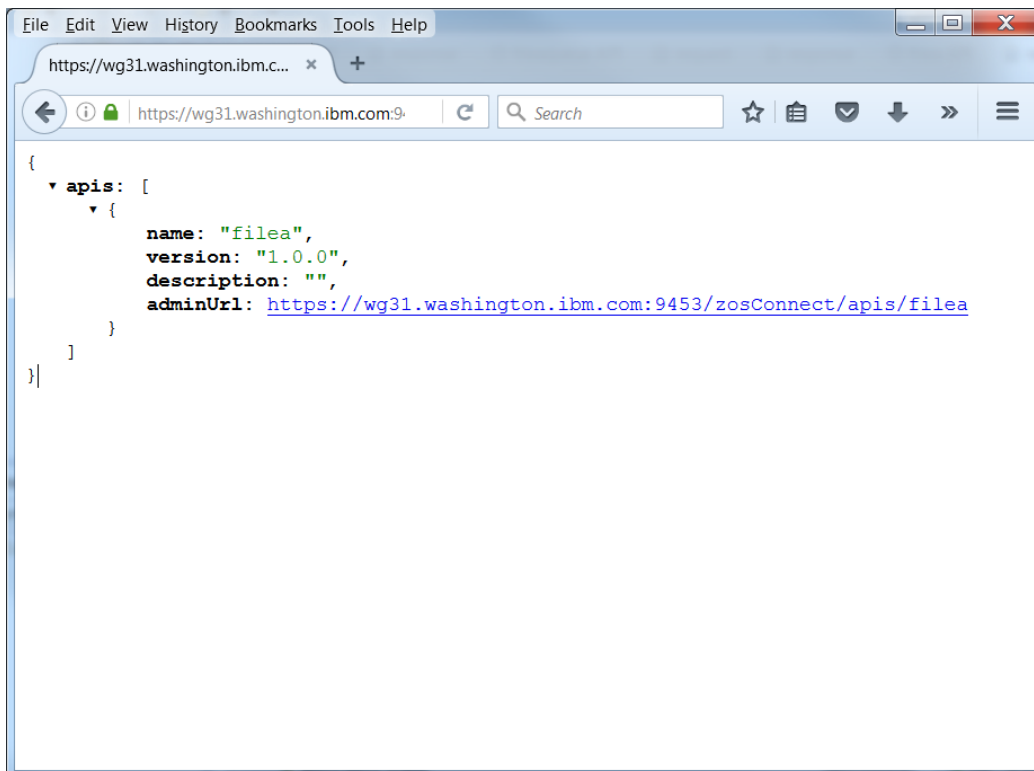 File Edit View History Bookmarks Tools Help
https://wg31.washington.ibm.c... × +
https://wg31.washington.ibm.com:9 Search
{
▾ apis: [
▾ {
name: "filea",
version: "1.0.0",
description: "",
adminUrl: https://wg31.washington.ibm.com:9453/zosConnect/apis/filea
}
]
}